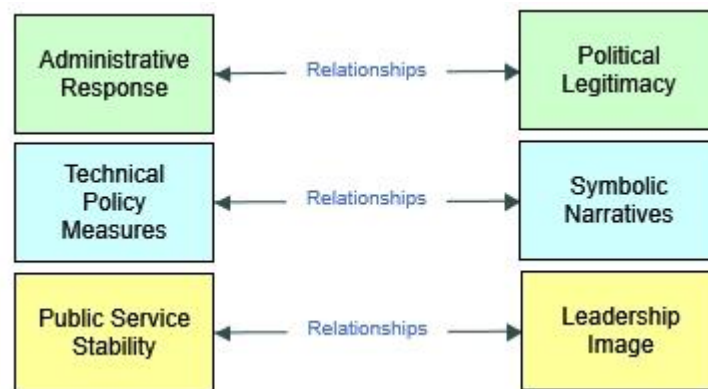 Administrative
Response
Relationships
Political
Legitimacy
Technical
Policy
Measures
Relationships
Symbolic
Narratives
Public Service
Stability
Relationships
Leadership
Image